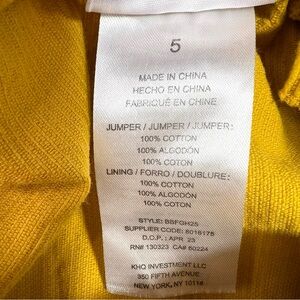 5
MADE IN CHINA
HECHO EN CHINA
FABRIQUÉ EN CHINE
JUMPER / JUMPER / JUMPER:
100% COTTON
100% ALGODÓN
100% COTON
LINING / FORRO / DOUBLURE:
100% COTTON
100% ALGODÓN
100% COTON
STYLE: BSFGH25
SUPPLIER CODE: 8016175
D.O.P.: APR 23
RN# 130323 CA# 60224
KHQ INVESTMENT LLC
350 FIFTH AVENUE
NEW YORK, NY 10118